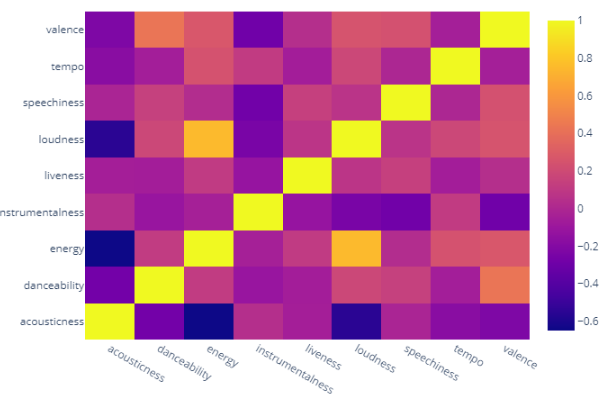 valence
tempo
speechiness
loudness
liveness
nstrumentalness
energy
danceability
acousticness
acousticness
danceability
energy
instrumentalness
liveness
loudness
speechiness
tempo
valence
1
0.8
0.6
0.4
0.2
0
−0.2
−0.4
−0.6